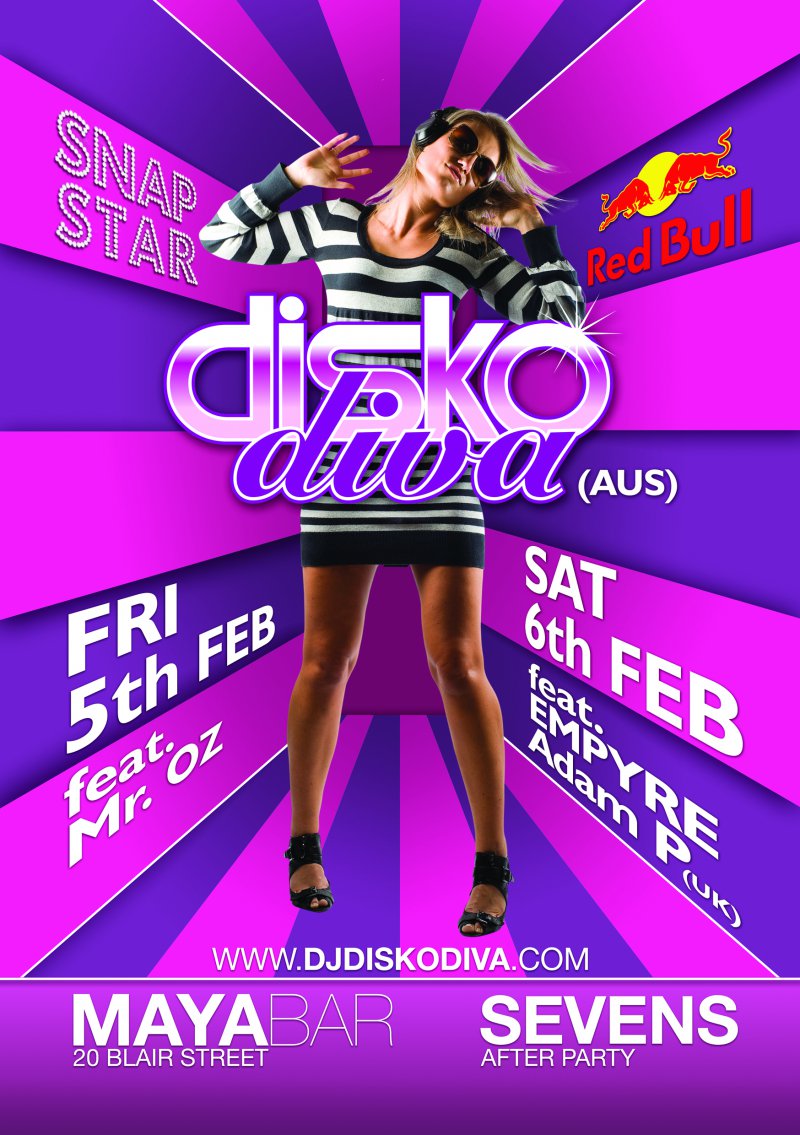 SNAP
STAR
Red Bull
disko
diva
(AUS)
FRI
5th FEB
feat.
Mr. OZ
SAT
6th FEB
feat.
EMPYRE
Adam P
(UK)
WWW.DJDISKODIVA.COM
MAYABAR
20 BLAIR STREET
SEVENS
AFTER PARTY